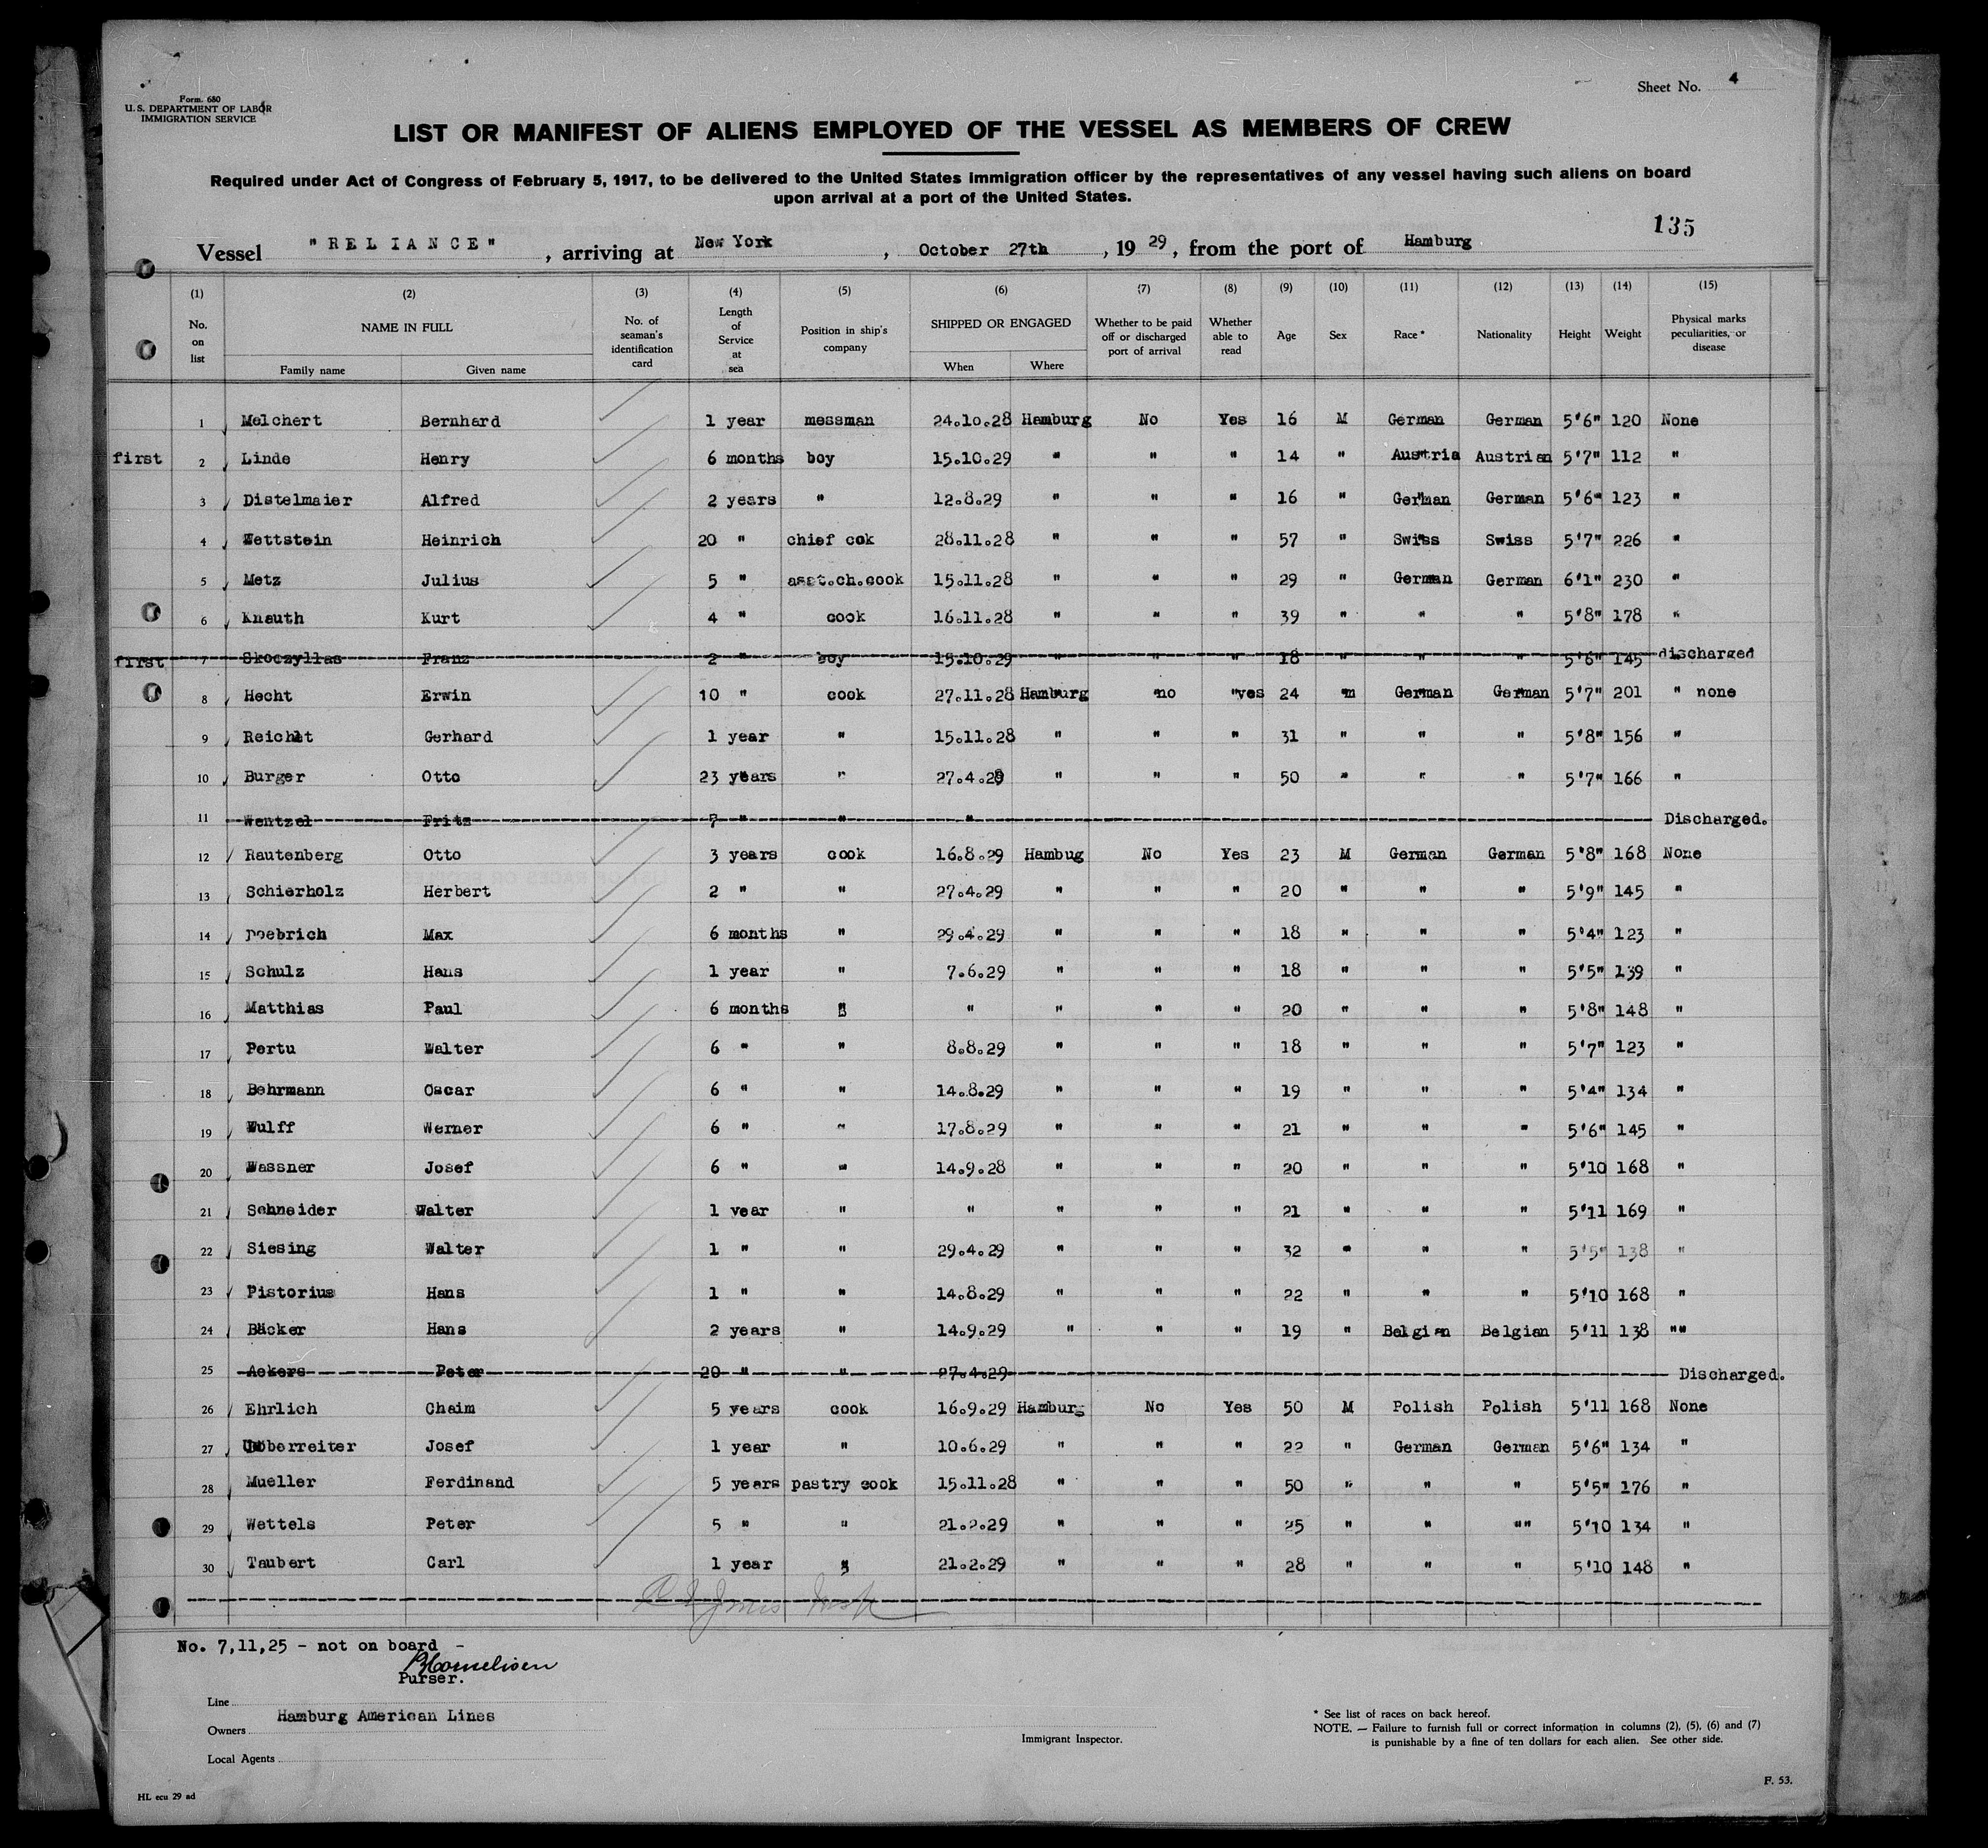 Form 680
U. S. DEPARTMENT OF LABOR
IMMIGRATION SERVICE
Sheet No. 4
LIST OR MANIFEST OF ALIENS EMPLOYED OF THE VESSEL AS MEMBERS OF CREW
Required under Act of Congress of February 5, 1917, to be delivered to the United States immigration officer by the representatives of any vessel having such aliens on board
upon arrival at a port of the United States.
135
Vessel "RELIANCE" , arriving at New York , October 27th , 19 29 , from the port of Hamburg
(1) (2) (3) (4) (5) (6) (7) (8) (9) (10) (11) (12) (13) (14) (15)
No. on list NAME IN FULL Family name Given name No. of seaman's identification card Length of Service at sea Position in ship's company SHIPPED OR ENGAGED When Where Whether to be paid off or discharged port of arrival Whether able to read Age Sex Race * Nationality Height Weight Physical marks peculiarities, or disease
1 Melchert Bernhard 1 year messman 24.10.28 Hamburg No Yes 16 M German German 5'6" 120 None
first 2 Linde Henry 6 months boy 15.10.29 " " " 14 " Austria Austrian 5'7" 112 "
3 Distelmaier Alfred 2 years " 12.8.29 " " " 16 " German German 5'6" 123 "
4 Wettstein Heinrich 20 " chief cok 28.11.28 " " " 57 " Swiss Swiss 5'7" 226 "
5 Metz Julius 5 " asst.ch.cook 15.11.28 " " " 29 " German German 6'1" 230 "
6 Knauth Kurt 4 " cook 16.11.28 " " " 39 " " " 5'8" 178 "
first 7 Skoczyllas Franz 2 " boy 15.10.29 " " " 18 " " " 5'6" 145 discharged
8 Hecht Erwin 10 " cook 27.11.28 Hamburg "no "yes 24 "m German German 5'7" 201 " none
9 Reichlt Gerhard 1 year " 15.11.28 " " " 31 " " " 5'8" 156 "
10 Burger Otto 23 years " 27.4.29 " " " 50 " " " 5'7" 166 "
11 Wentzel Fritz 7 " " " Discharged.
12 Rautenberg Otto 3 years cook 16.8.29 Hambug No Yes 23 M German German 5'8" 168 None
13 Schierholz Herbert 2 " " 27.4.29 " " " 20 " " " 5'9" 145 "
14 Doebrich Max 6 months " 29.4.29 " " " 18 " " " 5'4" 123 "
15 Schulz Hans 1 year " 7.6.29 " " " 18 " " " 5'5" 139 "
16 Matthias Paul 6 months " " " " " 20 " " " 5'8" 148 "
17 Pertu Walter 6 " " 8.8.29 " " " 18 " " " 5'7" 123 "
18 Behrmann Oscar 6 " " 14.8.29 " " " 19 " " " 5'4" 134 "
19 Wulff Werner 6 " " 17.8.29 " " " 21 " " " 5'6" 145 "
20 Wassner Josef 6 " " 14.9.28 " " " 20 " " " 5'10 168 "
21 Schneider Walter 1 year " " " " " 21 " " " 5'11 169 "
22 Siesing Walter 1 " " 29.4.29 " " " 32 " " " 5'5" 138 "
23 Pistorius Hans 1 " " 14.8.29 " " " 22 " " " 5'10 168 "
24 Bäcker Hans 2 years " 14.9.29 " " " 19 " Belgian Belgian 5'11 138 ""
25 Ackers Peter 20 " " 27.4.29 Discharged.
26 Ehrlich Chaim 5 years cook 16.9.29 Hamburg No Yes 50 M Polish Polish 5'11 168 None
27 Josef 1 year " 10.6.29 " " " 22 " German German 5'6" 134 "
28 Mueller Ferdinand 5 years pastry cook 15.11.28 " " " 50 " " " 5'5" 176 "
29 Wettels Peter 5 " " 21.2.29 " " " 25 " " "" 5'10 134 "
30 Taubert Carl 1 year " 21.2.29 " " " 28 " " " 5'10 148 "
No. 7,11,25 - not on board -
Purser.
Line
Owners Hamburg American Lines
Local Agents
Immigrant Inspector.
* See list of races on back hereof.
NOTE. — Failure to furnish full or correct information in columns (2), (5), (6) and (7)
is punishable by a fine of ten dollars for each alien. See other side.
HL ecu 29 ad
F. 53.